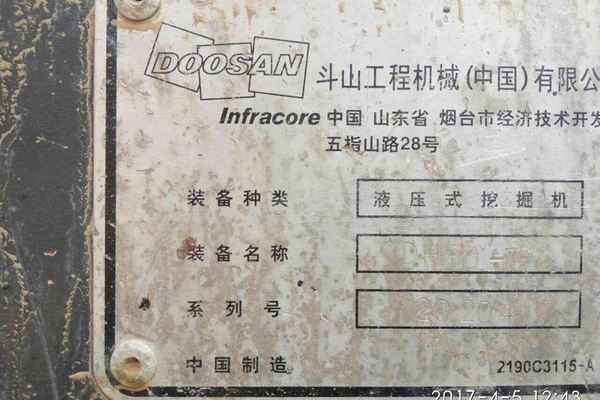 DOOSAN
斗山工程机械(中国)有限公
Infracore 中国 山东省 烟台市经济技术开发
五指山路28号
装备种类 液压式挖掘机
装备名称
系列号
中国制造 2190C3115-A
2017-4-5 12:43